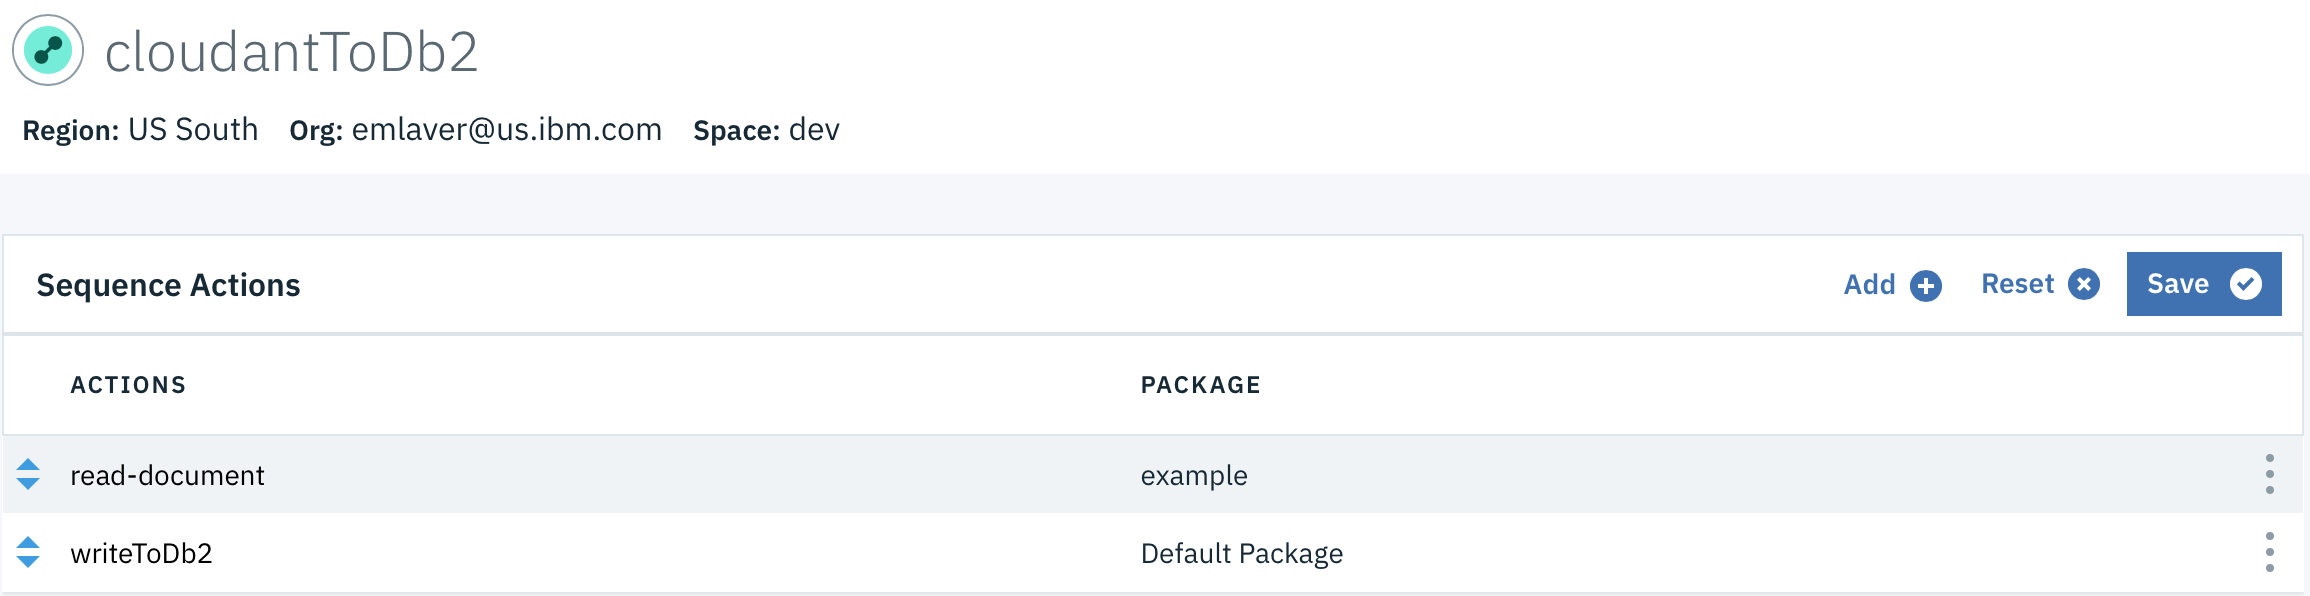 cloudantToDb2
Region: US South Org: emlaver@us.ibm.com Space: dev
Sequence Actions Add Reset Save
ACTIONS PACKAGE
read-document example
writeToDb2 Default Package